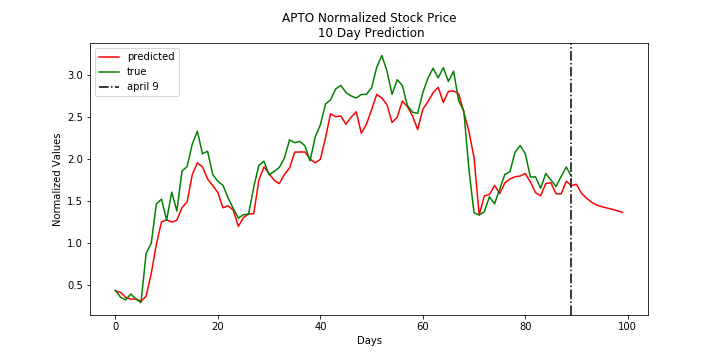 APTO Normalized Stock Price
10 Day Prediction
predicted
true
april 9
Normalized Values
3.0
2.5
2.0
1.5
1.0
0.5
0 20 40 60 80 100
Days